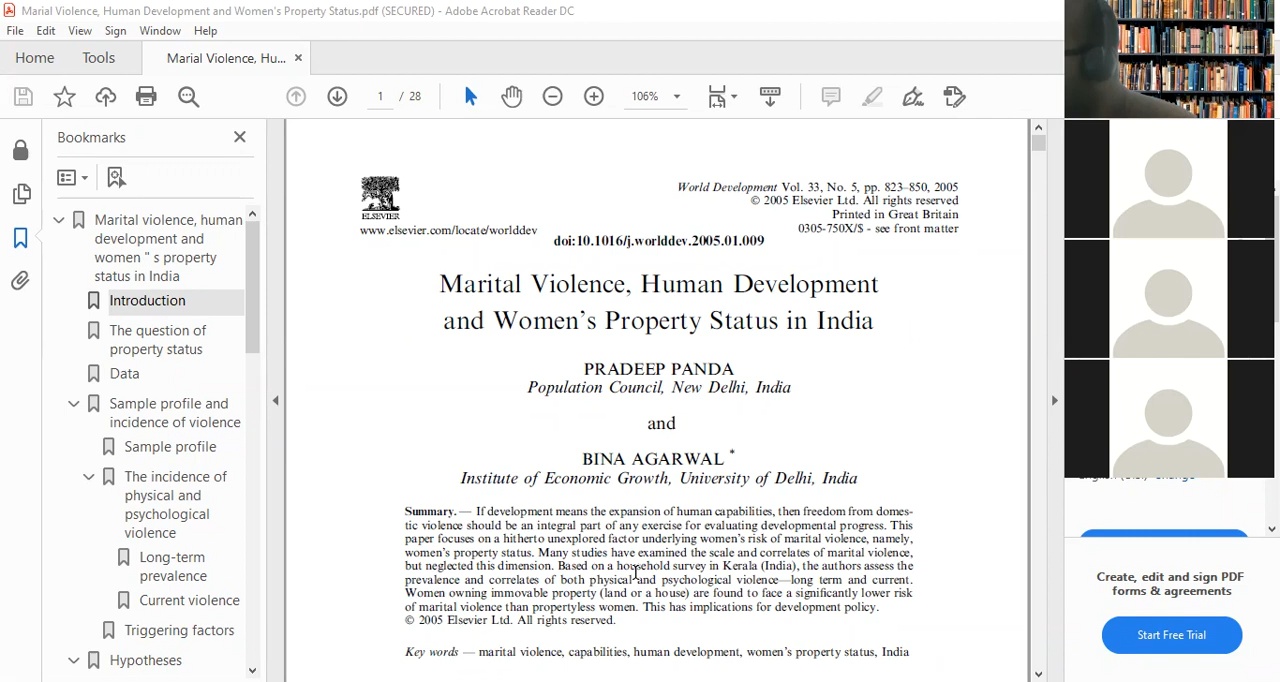 Marial Violence, Human Development and Women's Property Status.pdf (SECURED) - Adobe Acrobat Reader DC
File Edit View Sign Window Help
Home Tools Marial Violence, Hu... ×
1 / 28 106%
Bookmarks
Marital violence, human
development and
women " s property
status in India
Introduction
The question of
property status
Data
Sample profile and
incidence of violence
Sample profile
The incidence of
physical and
psychological
violence
Long-term
prevalence
Current violence
Triggering factors
Hypotheses
ELSEVIER
www.elsevier.com/locate/worlddev
World Development Vol. 33, No. 5, pp. 823–850, 2005
© 2005 Elsevier Ltd. All rights reserved
Printed in Great Britain
0305-750X/$ - see front matter
doi:10.1016/j.worlddev.2005.01.009
Marital Violence, Human Development
and Women's Property Status in India
PRADEEP PANDA
Population Council, New Delhi, India
and
BINA AGARWAL *
Institute of Economic Growth, University of Delhi, India
Summary. — If development means the expansion of human capabilities, then freedom from domes-
tic violence should be an integral part of any exercise for evaluating developmental progress. This
paper focuses on a hitherto unexplored factor underlying women's risk of marital violence, namely,
women's property status. Many studies have examined the scale and correlates of marital violence,
but neglected this dimension. Based on a household survey in Kerala (India), the authors assess the
prevalence and correlates of both physical and psychological violence—long term and current.
Women owning immovable property (land or a house) are found to face a significantly lower risk
of marital violence than propertyless women. This has implications for development policy.
© 2005 Elsevier Ltd. All rights reserved.
Key words — marital violence, capabilities, human development, women's property status, India
Create, edit and sign PDF
forms & agreements
Start Free Trial